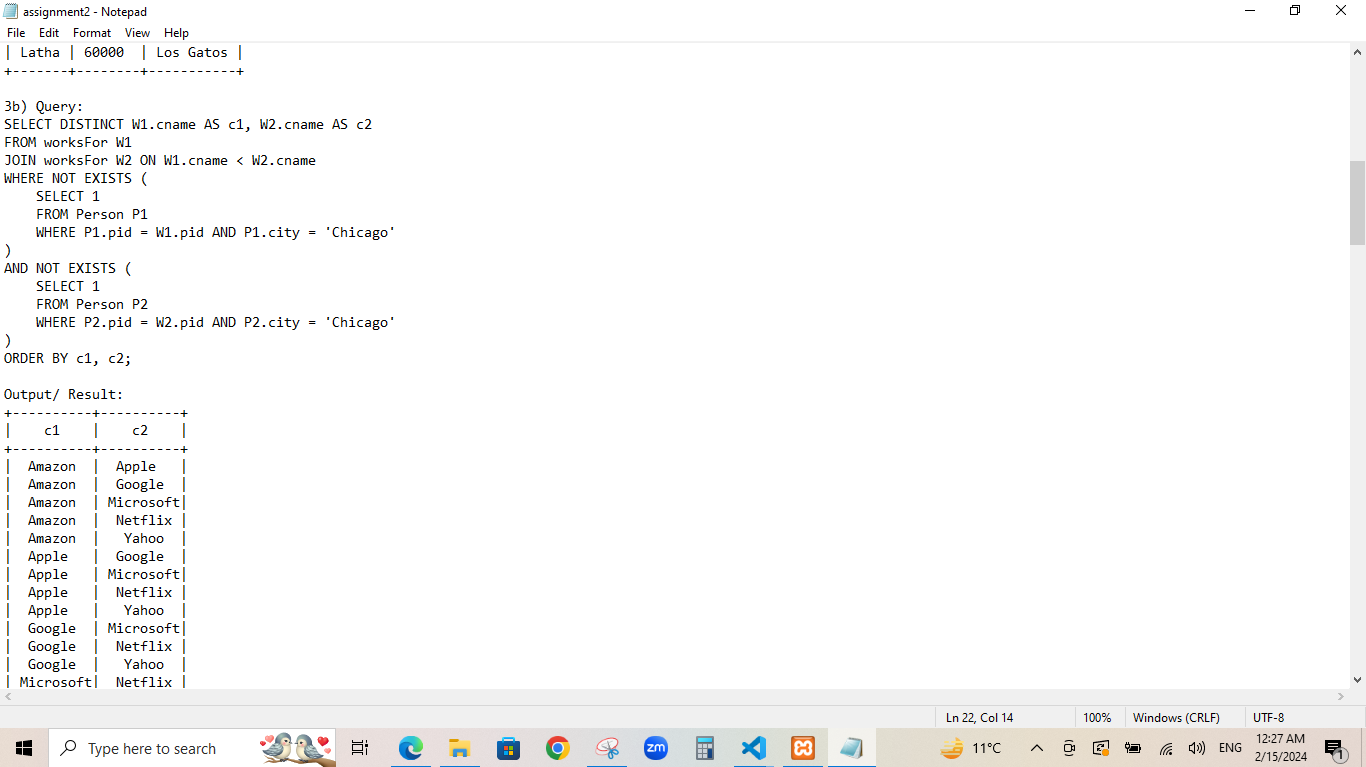 assignment2 - Notepad
File Edit Format View Help
| Latha | 60000  | Los Gatos |
+-------+--------+-----------+
3b) Query:
SELECT DISTINCT W1.cname AS c1, W2.cname AS c2
FROM worksFor W1
JOIN worksFor W2 ON W1.cname < W2.cname
WHERE NOT EXISTS (
    SELECT 1
    FROM Person P1
    WHERE P1.pid = W1.pid AND P1.city = 'Chicago'
)
AND NOT EXISTS (
    SELECT 1
    FROM Person P2
    WHERE P2.pid = W2.pid AND P2.city = 'Chicago'
)
ORDER BY c1, c2;
Output/ Result:
+----------+----------+
|    c1    |    c2    |
+----------+----------+
|  Amazon  |  Apple   |
|  Amazon  |  Google  |
|  Amazon  | Microsoft|
|  Amazon  |  Netflix |
|  Amazon  |   Yahoo  |
|  Apple   |  Google  |
|  Apple   | Microsoft|
|  Apple   |  Netflix |
|  Apple   |   Yahoo  |
|  Google  | Microsoft|
|  Google  |  Netflix |
|  Google  |   Yahoo  |
| Microsoft|  Netflix |
Ln 22, Col 14 100% Windows (CRLF) UTF-8
Type here to search zm 11°C ENG 12:27 AM
2/15/2024 1